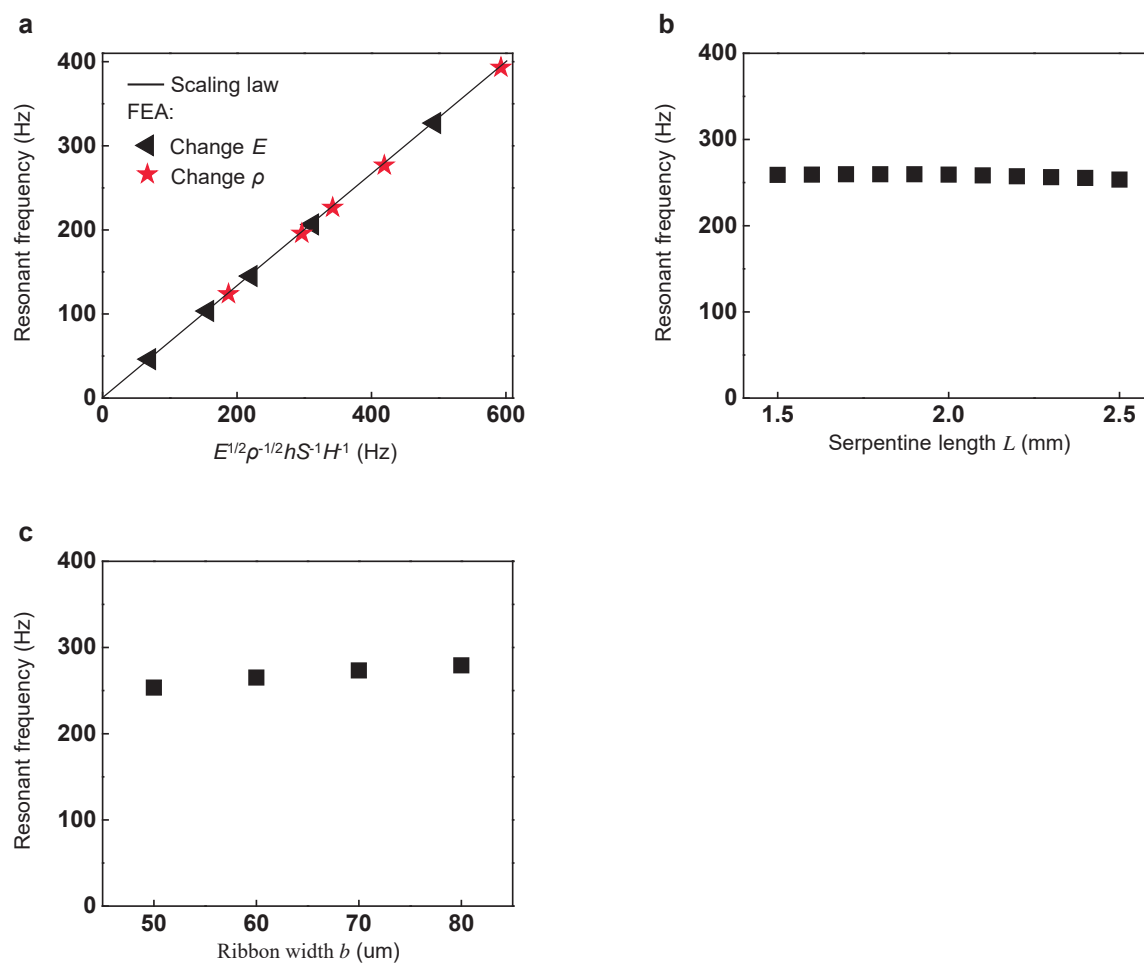 a
400
300
200
100
0
Resonant frequency (Hz)
Scaling law
FEA:
Change E
Change ρ
0 200 400 600
E1/2ρ-1/2hS-1H-1 (Hz)
b
400
300
200
100
0
Resonant frequency (Hz)
1.5 2.0 2.5
Serpentine length L (mm)
c
400
300
200
100
0
Resonant frequency (Hz)
50 60 70 80
Ribbon width b (um)